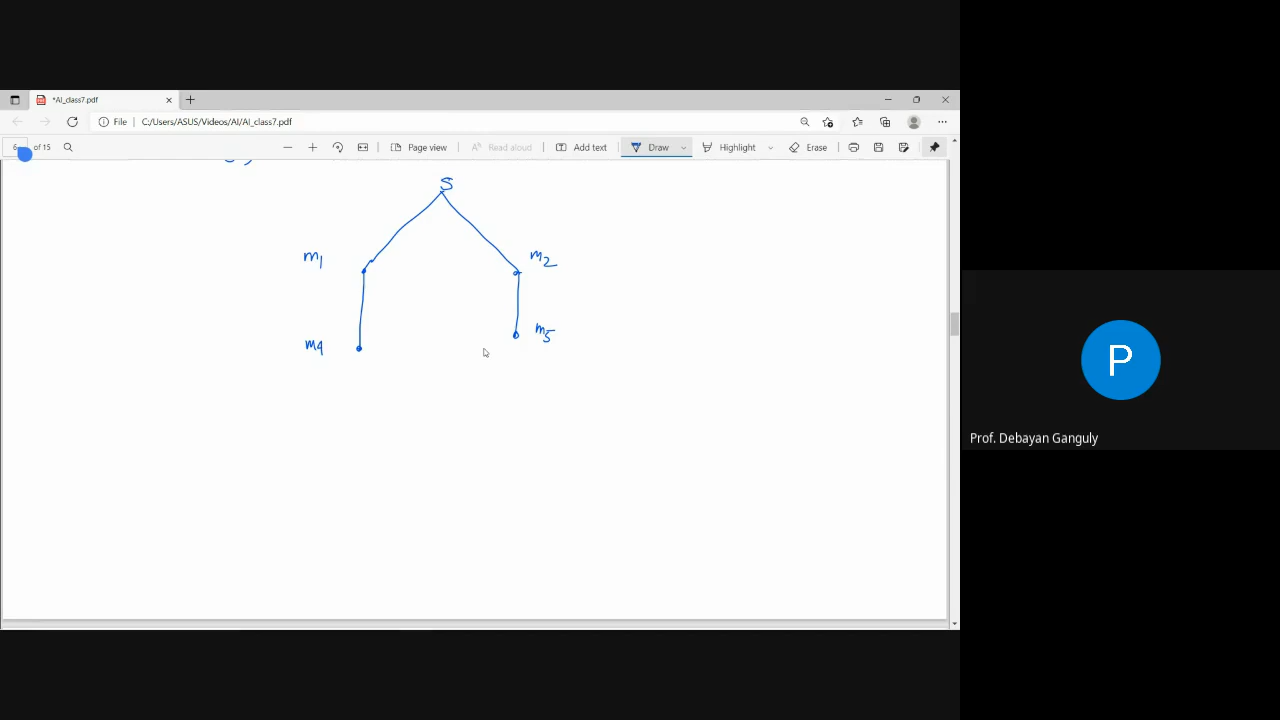 *AI_class7.pdf
File | C:/Users/ASUS/Videos/AI/AI_class7.pdf
6 of 15
Page view
Read aloud
Add text
Draw
Highlight
Erase
S
m1 m2
m4 m5
P
Prof. Debayan Ganguly